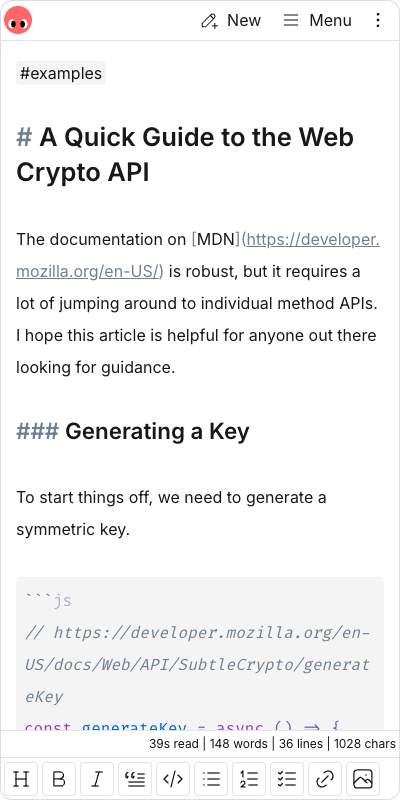 New
Menu
#examples
# A Quick Guide to the Web
Crypto API
The documentation on [MDN](https://developer.
mozilla.org/en-US/) is robust, but it requires a
lot of jumping around to individual method APIs.
I hope this article is helpful for anyone out there
looking for guidance.
### Generating a Key
To start things off, we need to generate a
symmetric key.
```js
// https://developer.mozilla.org/en-
US/docs/Web/API/SubtleCrypto/generat
eKey
const generateKey = async () => {
39s read | 148 words | 36 lines | 1028 chars
H B I